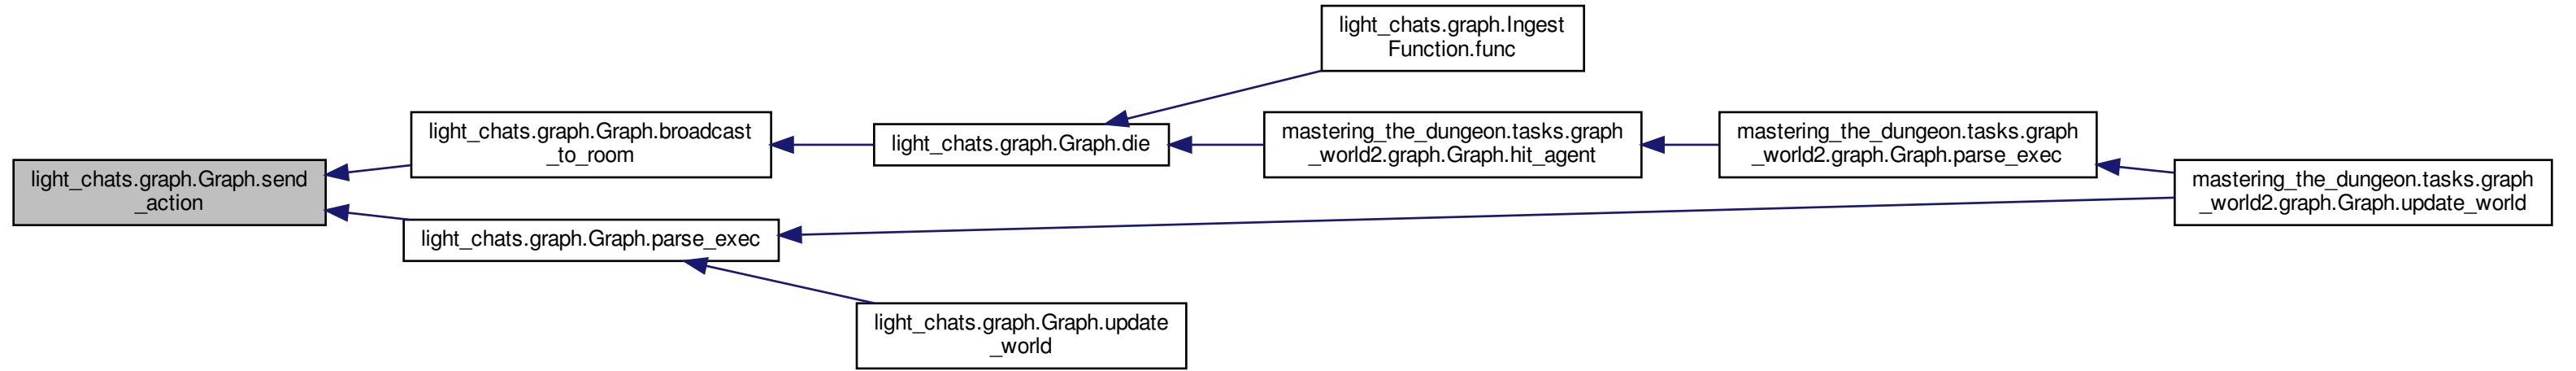 light_chats.graph.Ingest
Function.func
light_chats.graph.Graph.broadcast
_to_room
light_chats.graph.Graph.die
mastering_the_dungeon.tasks.graph
_world2.graph.Graph.hit_agent
mastering_the_dungeon.tasks.graph
_world2.graph.Graph.parse_exec
light_chats.graph.Graph.send
_action
mastering_the_dungeon.tasks.graph
_world2.graph.Graph.update_world
light_chats.graph.Graph.parse_exec
light_chats.graph.Graph.update
_world